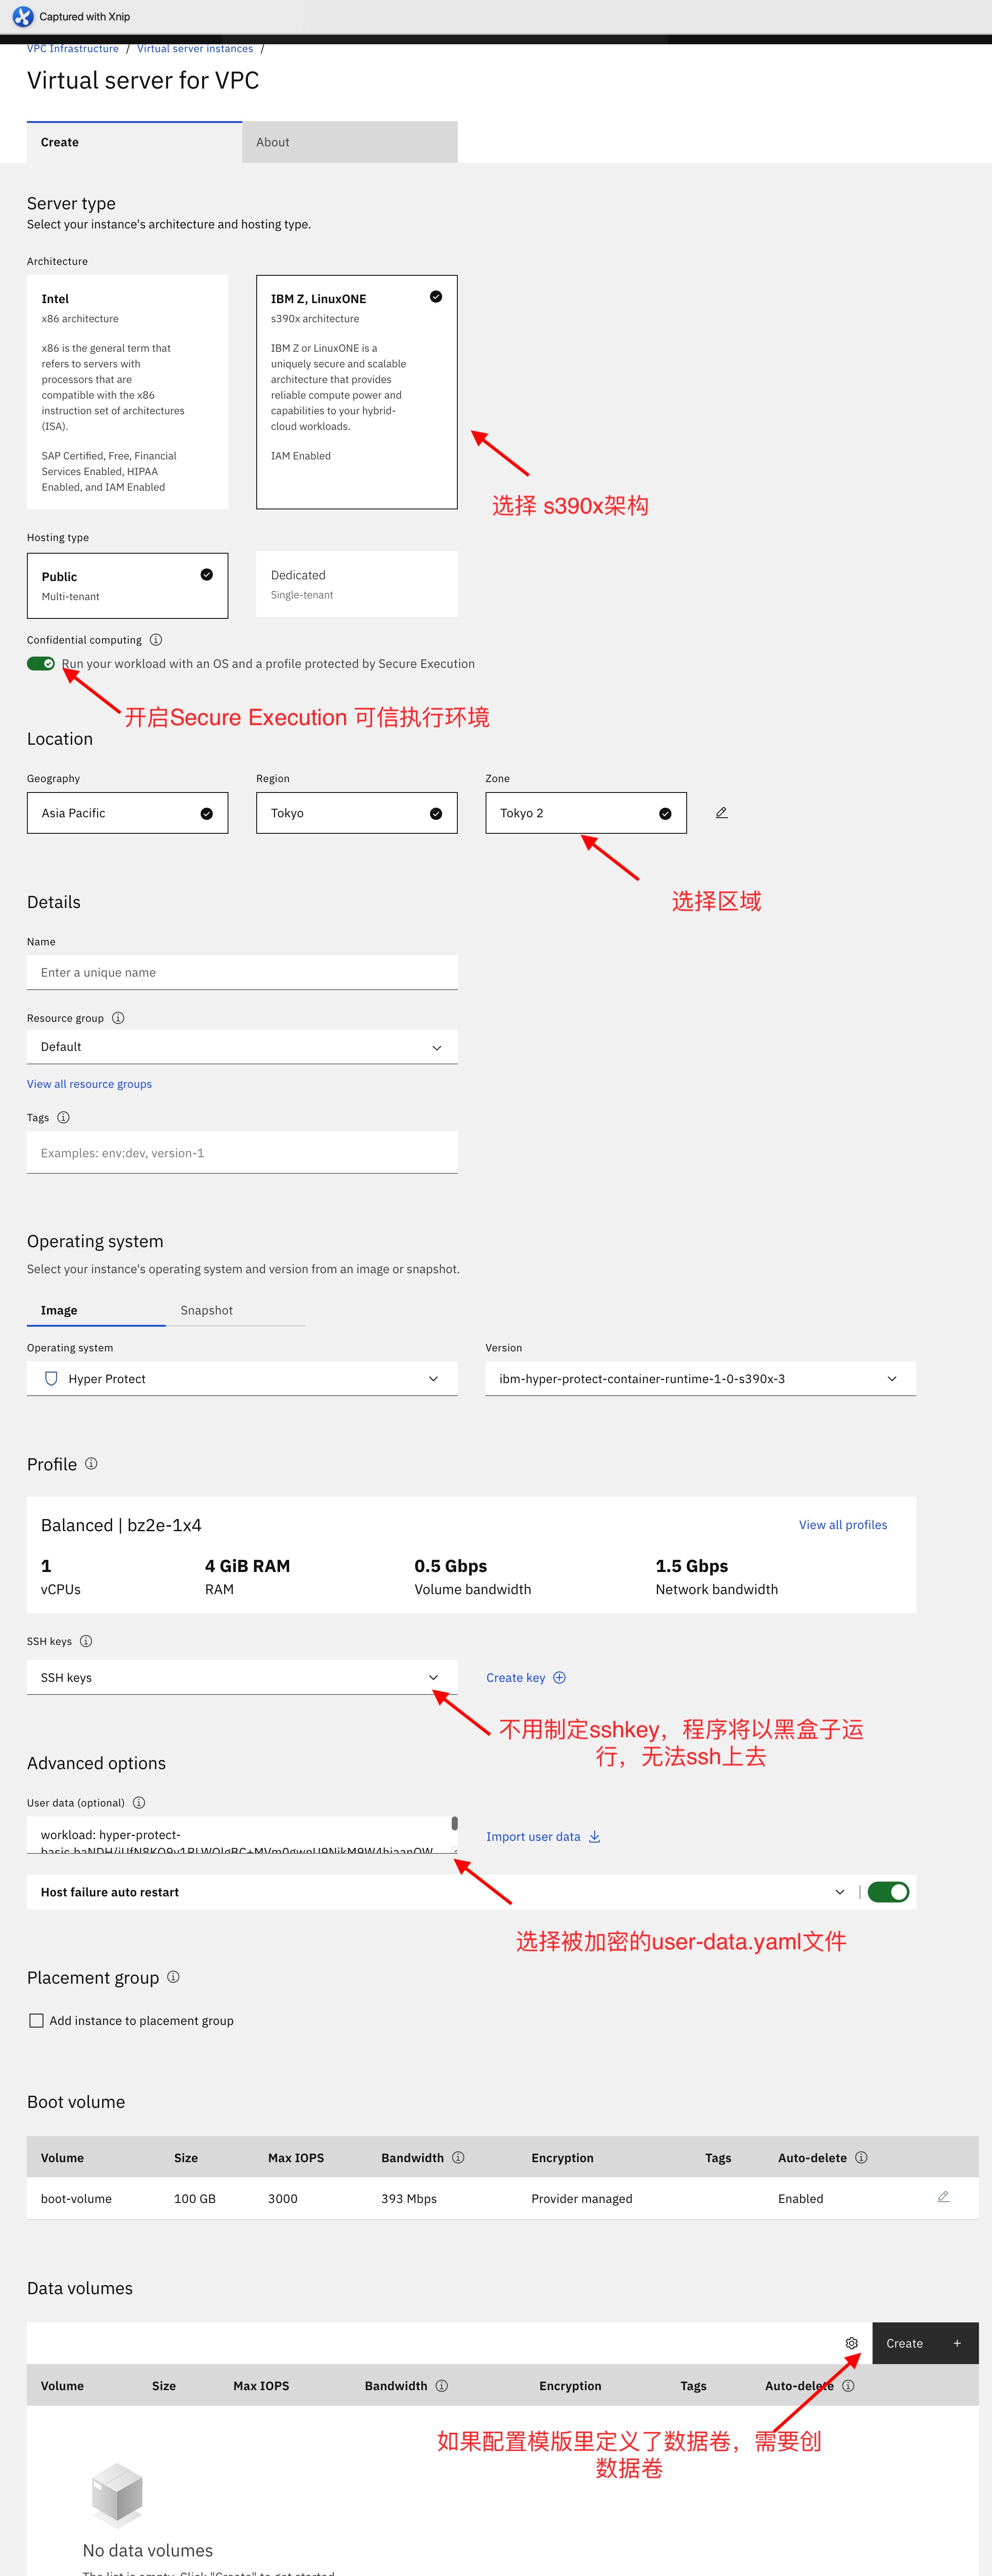 Captured with Xnip
VPC Infrastructure / Virtual server instances /
Virtual server for VPC
Create
About
Server type
Select your instance's architecture and hosting type.
Architecture
Intel
x86 architecture
x86 is the general term that
refers to servers with
processors that are
compatible with the x86
instruction set of architectures
(ISA).
SAP Certified, Free, Financial
Services Enabled, HIPAA
Enabled, and IAM Enabled
IBM Z, LinuxONE
s390x architecture
IBM Z or LinuxONE is a
uniquely secure and scalable
architecture that provides
reliable compute power and
capabilities to your hybrid-
cloud workloads.
IAM Enabled
选择 s390x架构
Hosting type
Public
Multi-tenant
Dedicated
Single-tenant
Confidential computing
Run your workload with an OS and a profile protected by Secure Execution
开启Secure Execution 可信执行环境
Location
Geography
Region
Zone
Asia Pacific
Tokyo
Tokyo 2
选择区域
Details
Name
Enter a unique name
Resource group
Default
View all resource groups
Tags
Examples: env:dev, version-1
Operating system
Select your instance's operating system and version from an image or snapshot.
Image
Snapshot
Operating system
Version
Hyper Protect
ibm-hyper-protect-container-runtime-1-0-s390x-3
Profile
Balanced | bz2e-1x4
View all profiles
1
4 GiB RAM
0.5 Gbps
1.5 Gbps
vCPUs
RAM
Volume bandwidth
Network bandwidth
SSH keys
SSH keys
Create key
不用制定sshkey，程序将以黑盒子运
行，无法ssh上去
Advanced options
User data (optional)
workload: hyper-protect-
Import user data
Host failure auto restart
选择被加密的user-data.yaml文件
Placement group
Add instance to placement group
Boot volume
Volume Size Max IOPS Bandwidth Encryption Tags Auto-delete
boot-volume 100 GB 3000 393 Mbps Provider managed Enabled
Data volumes
Create +
Volume Size Max IOPS Bandwidth Encryption Tags Auto-delete
如果配置模版里定义了数据卷，需要创
数据卷
No data volumes
The list is empty. Click "Create" to get started